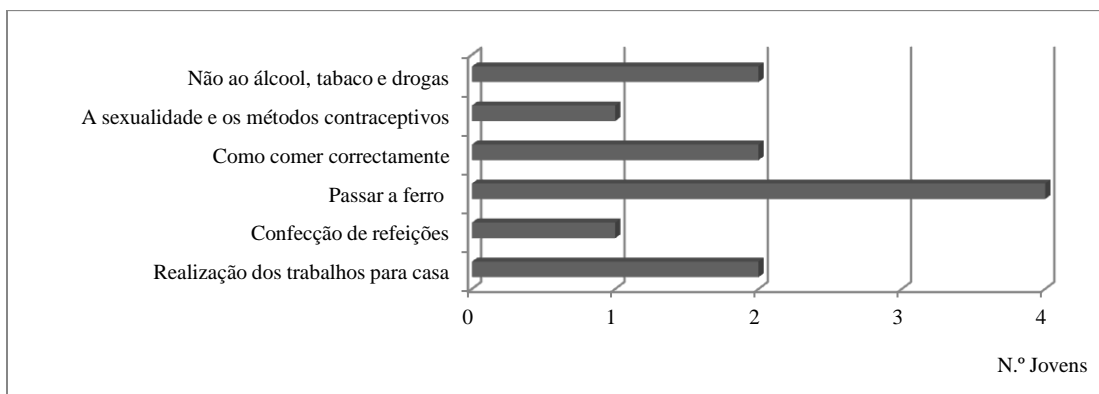 Não ao álcool, tabaco e drogas
A sexualidade e os métodos contraceptivos
Como comer correctamente
Passar a ferro
Confecção de refeições
Realização dos trabalhos para casa
0 1 2 3 4
N.º Jovens